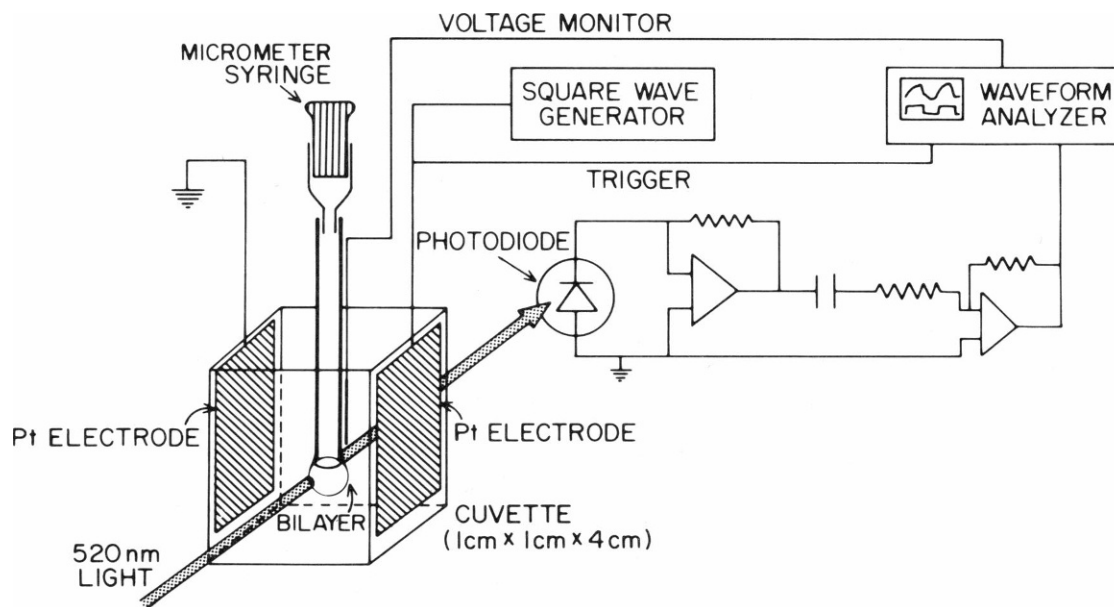 VOLTAGE MONITOR
MICROMETER
SYRINGE
SQUARE WAVE
GENERATOR
WAVEFORM
ANALYZER
TRIGGER
PHOTODIODE
Pt ELECTRODE
Pt ELECTRODE
BILAYER
CUVETTE
(1cm x 1cm x 4cm)
520nm
LIGHT